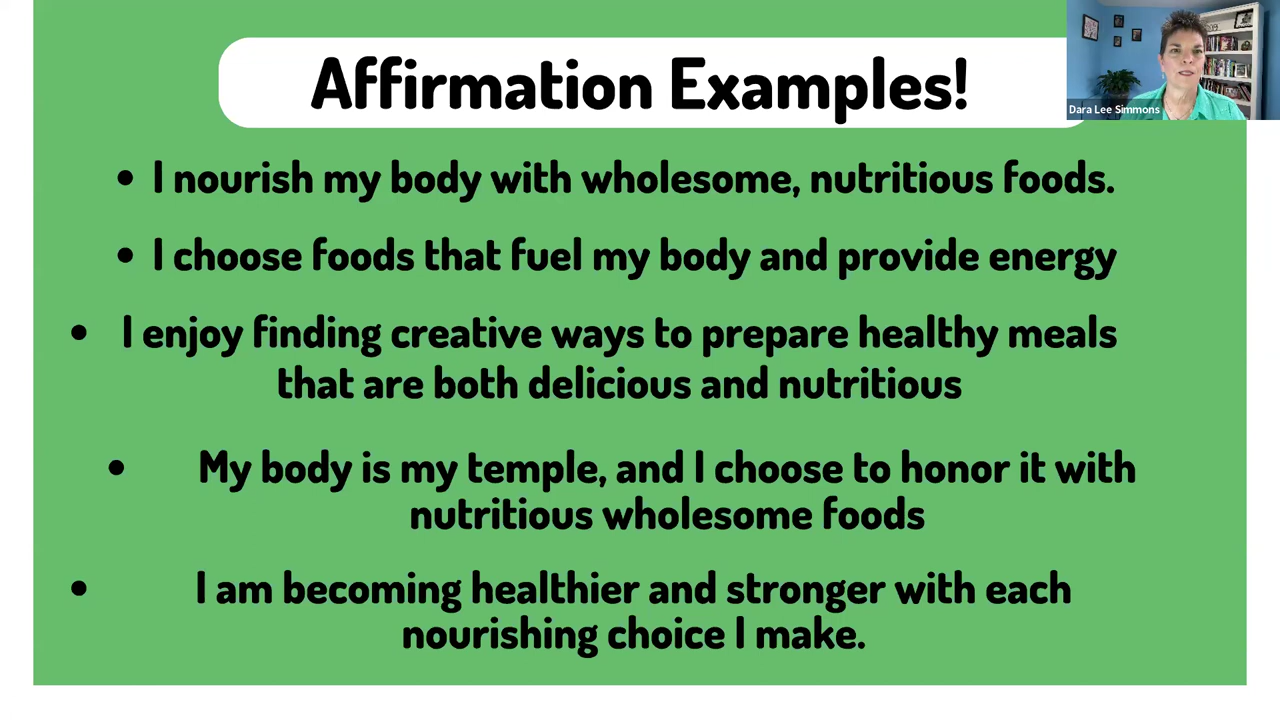 Affirmation Examples!
Dara Lee Simmons
• I nourish my body with wholesome, nutritious foods.
• I choose foods that fuel my body and provide energy
• I enjoy finding creative ways to prepare healthy meals
that are both delicious and nutritious
• My body is my temple, and I choose to honor it with
nutritious wholesome foods
• I am becoming healthier and stronger with each
nourishing choice I make.